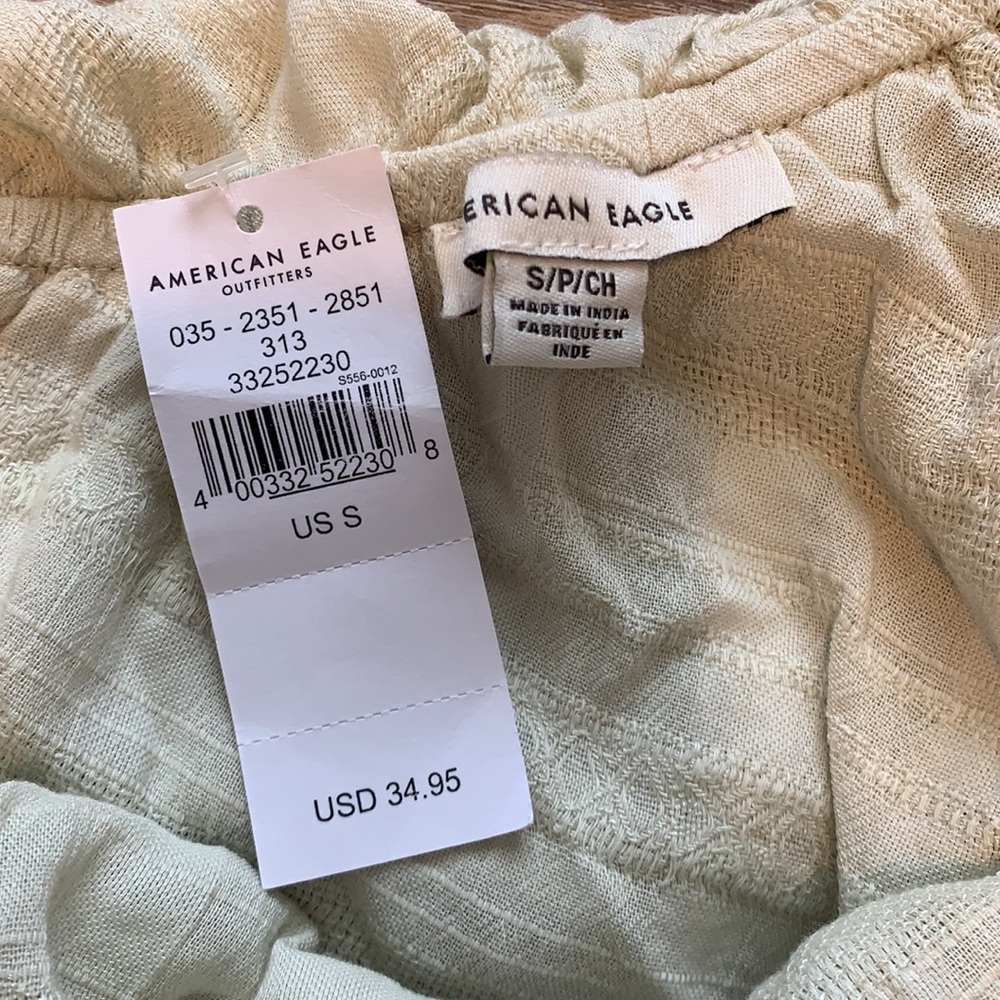 AMERICAN EAGLE
OUTFITTERS
035 - 2351 - 2851
313
33252230
S556-0012
4 00332 52230 8
US S
USD 34.95
ERICAN EAGLE
S/P/CH
MADE IN INDIA
FABRIQUÉ EN
INDE